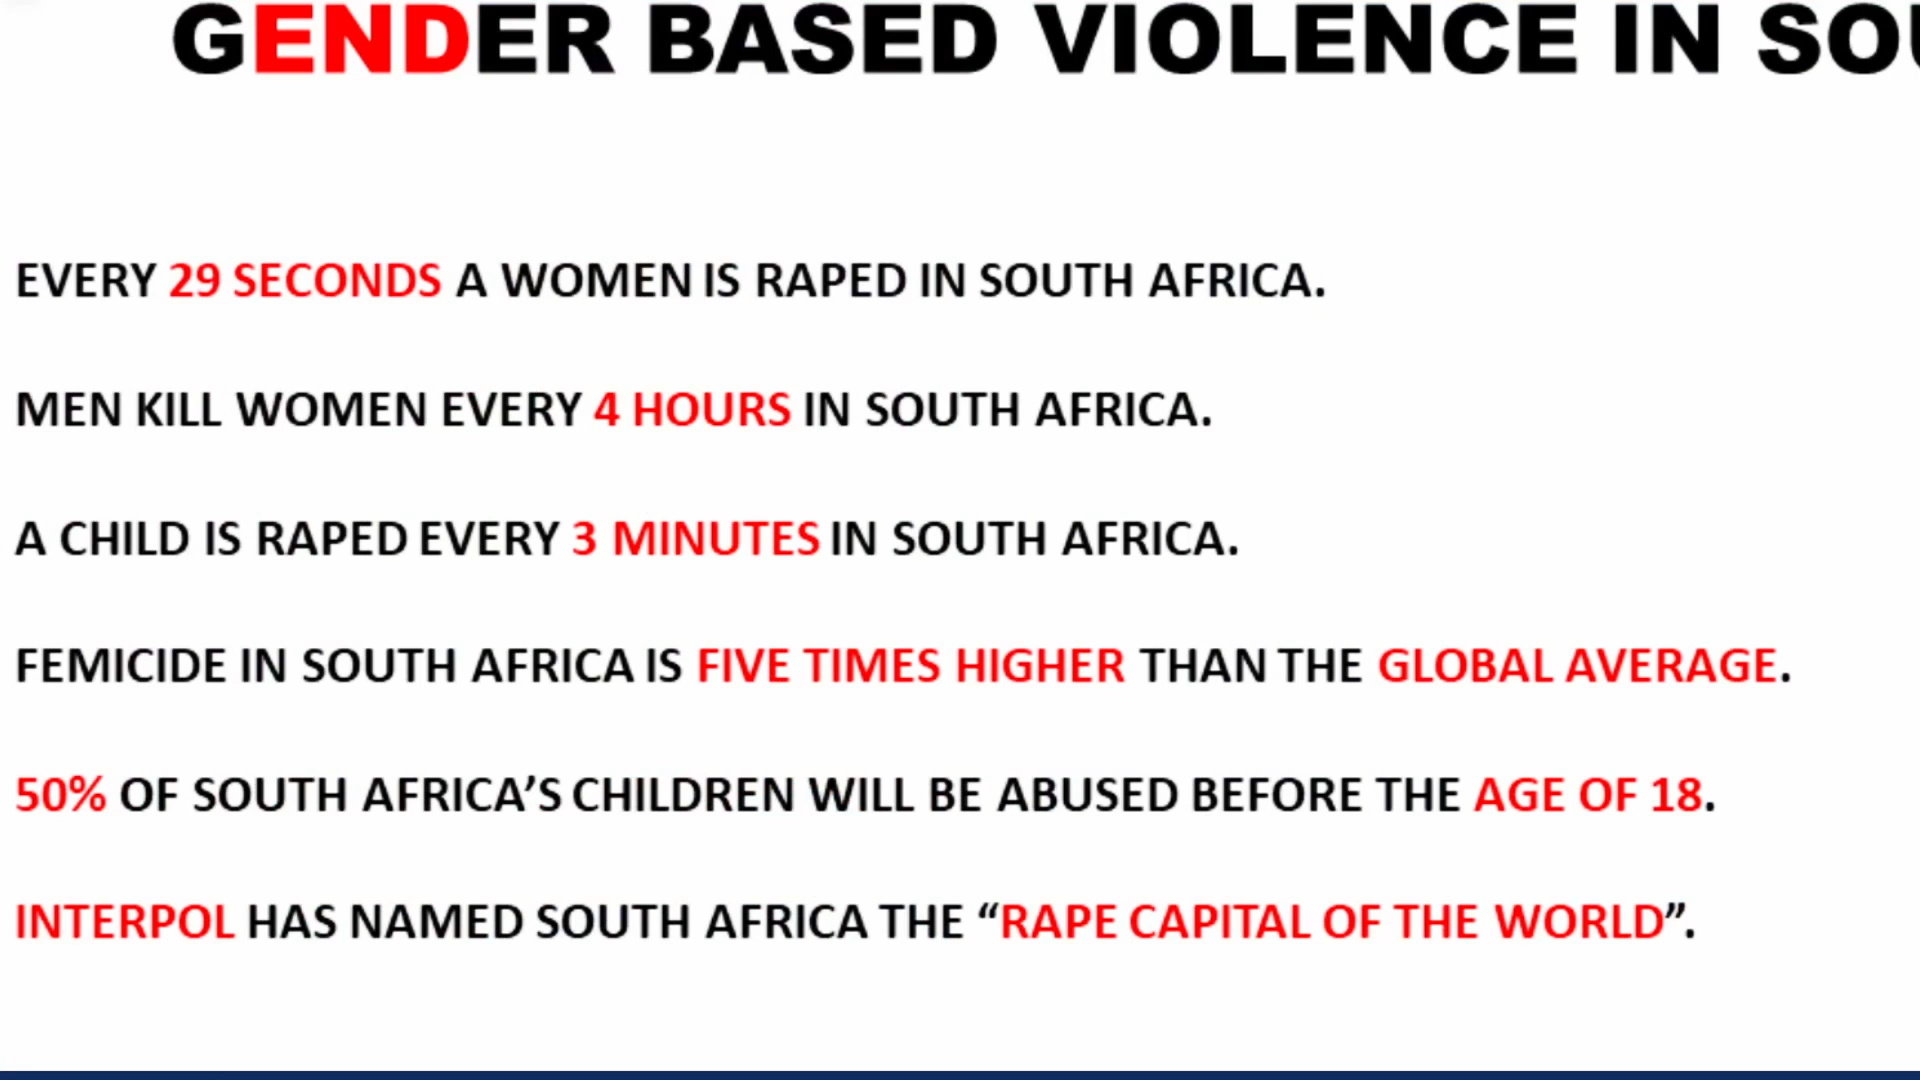 GENDER BASED VIOLENCE IN
EVERY 29 SECONDS A WOMEN IS RAPED IN SOUTH AFRICA.
MEN KILL WOMEN EVERY 4 HOURS IN SOUTH AFRICA.
A CHILD IS RAPED EVERY 3 MINUTES IN SOUTH AFRICA.
FEMICIDE IN SOUTH AFRICA IS FIVE TIMES HIGHER THAN THE GLOBAL AVERAGE.
50% OF SOUTH AFRICA’S CHILDREN WILL BE ABUSED BEFORE THE AGE OF 18.
INTERPOL HAS NAMED SOUTH AFRICA THE “RAPE CAPITAL OF THE WORLD”.